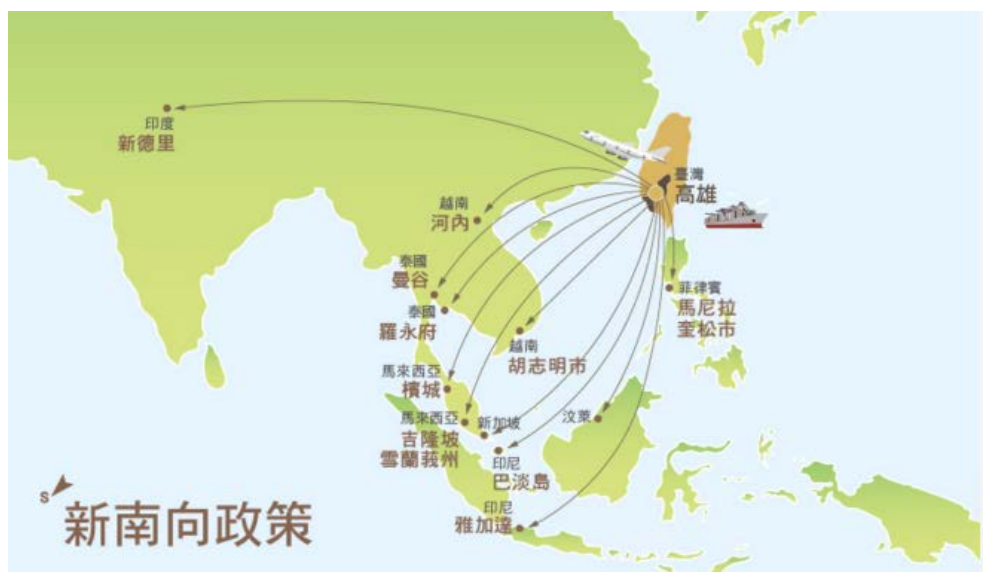 印度
新德里
臺灣
高雄
越南
河內
泰國
曼谷
泰國
羅永府
菲律賓
馬尼拉
奎松市
越南
胡志明市
馬來西亞
檳城
馬來西亞
吉隆坡
雪蘭莪州
新加坡
汶萊
印尼
巴淡島
印尼
雅加達
S
新南向政策